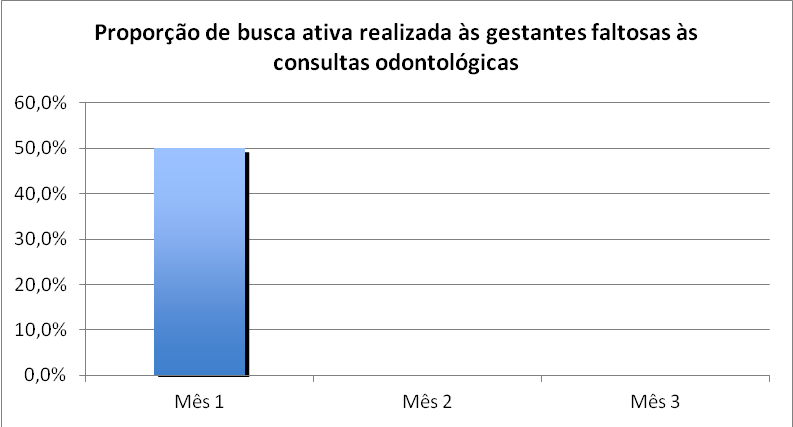 Proporção de busca ativa realizada às gestantes faltosas às
consultas odontológicas
60,0%
50,0%
40,0%
30,0%
20,0%
10,0%
0,0%
Mês 1 Mês 2 Mês 3